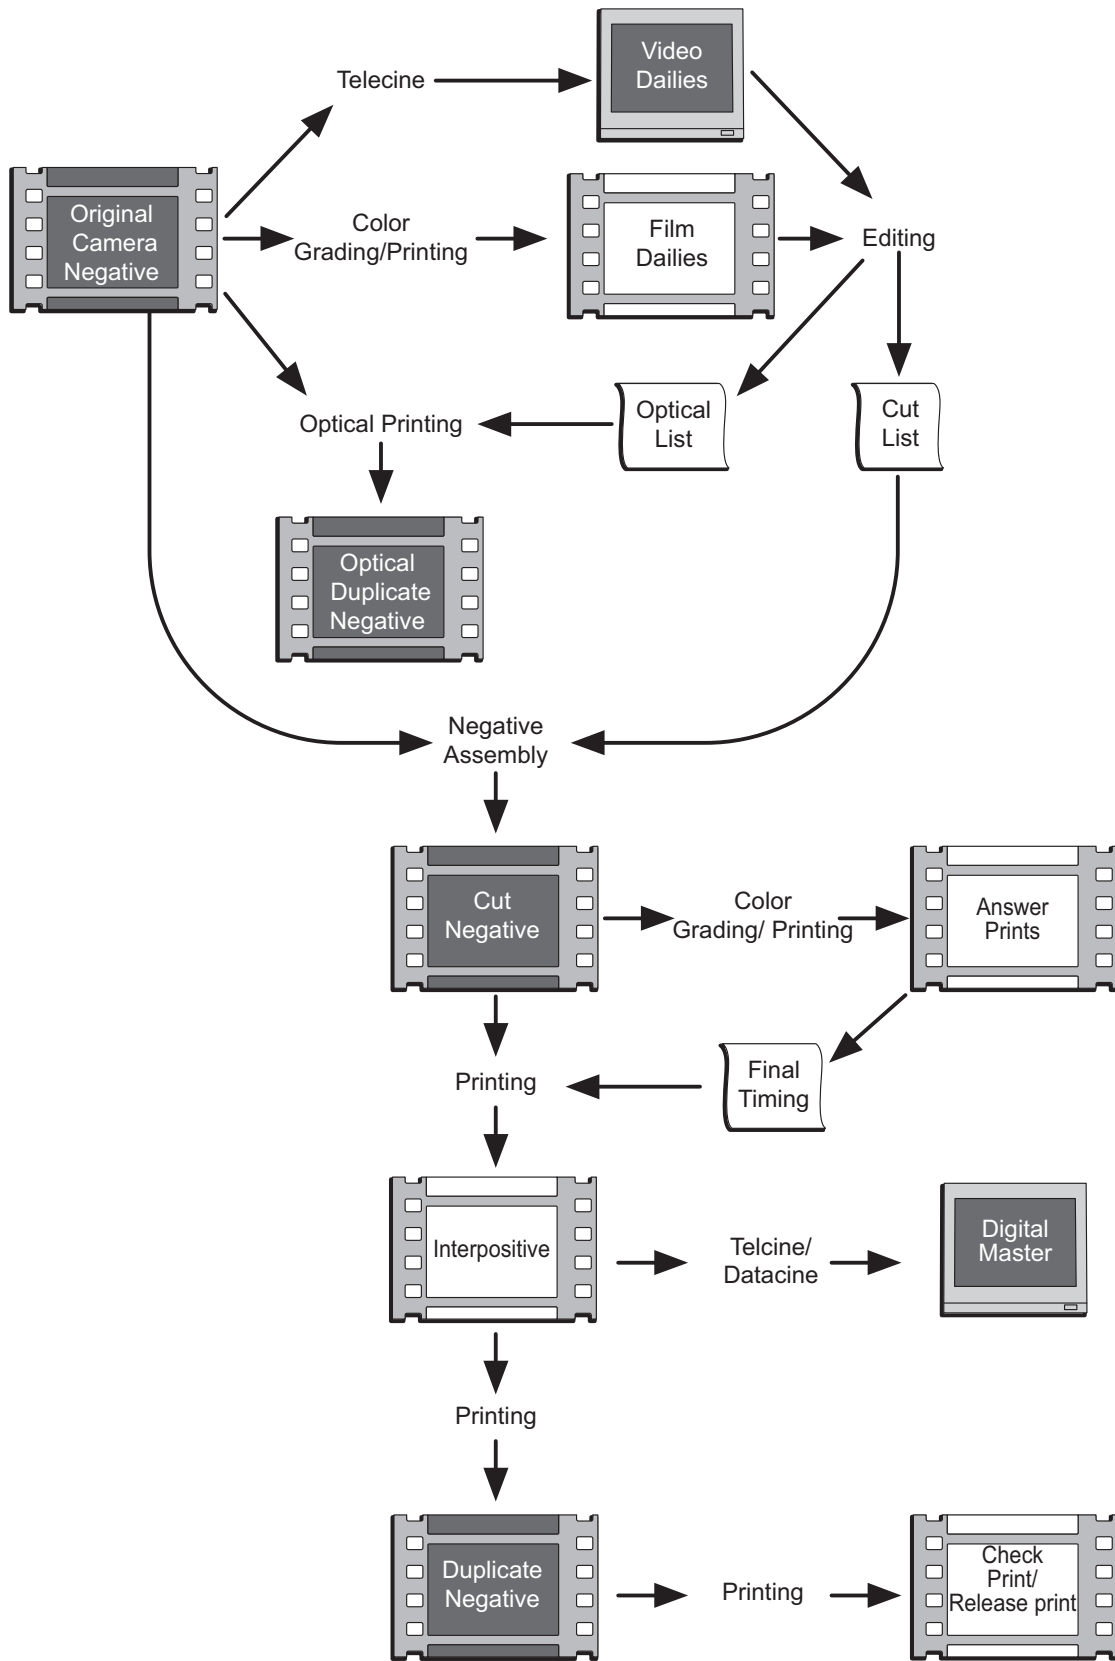 Video
Dailies
Telecine
Original
Camera
Negative
Color
Grading/Printing
Film
Dailies
Editing
Optical Printing
Optical
List
Cut
List
Optical
Duplicate
Negative
Negative
Assembly
Cut
Negative
Color
Grading/ Printing
Answer
Prints
Printing
Final
Timing
Interpositive
Telcine/
Datacine
Digital
Master
Printing
Duplicate
Negative
Printing
Check
Print/
Release print